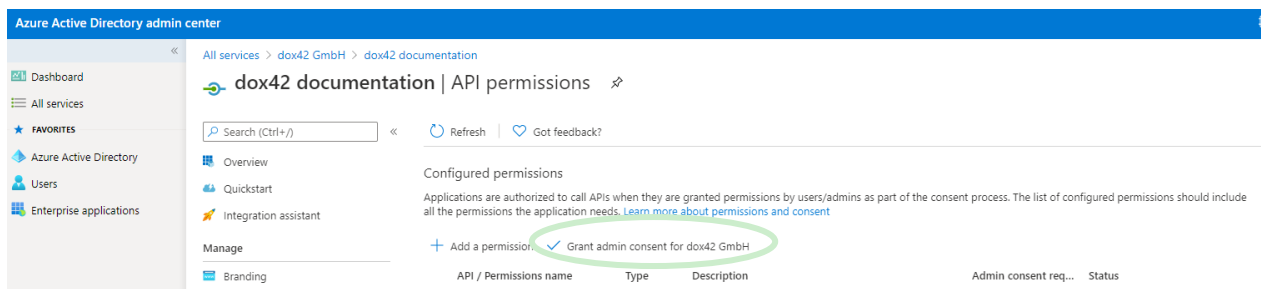 Azure Active Directory admin center
«
All services > dox42 GmbH > dox42 documentation
Dashboard
All services
FAVORITES
Azure Active Directory
Users
Enterprise applications
dox42 documentation | API permissions
Search (Ctrl+/)
«
Overview
Quickstart
Integration assistant
Manage
Branding
Refresh
Got feedback?
Configured permissions
Applications are authorized to call APIs when they are granted permissions by users/admins as part of the consent process. The list of configured permissions should include
all the permissions the application needs. Learn more about permissions and consent
Add a permission
Grant admin consent for dox42 GmbH
API / Permissions name Type Description Admin consent req... Status